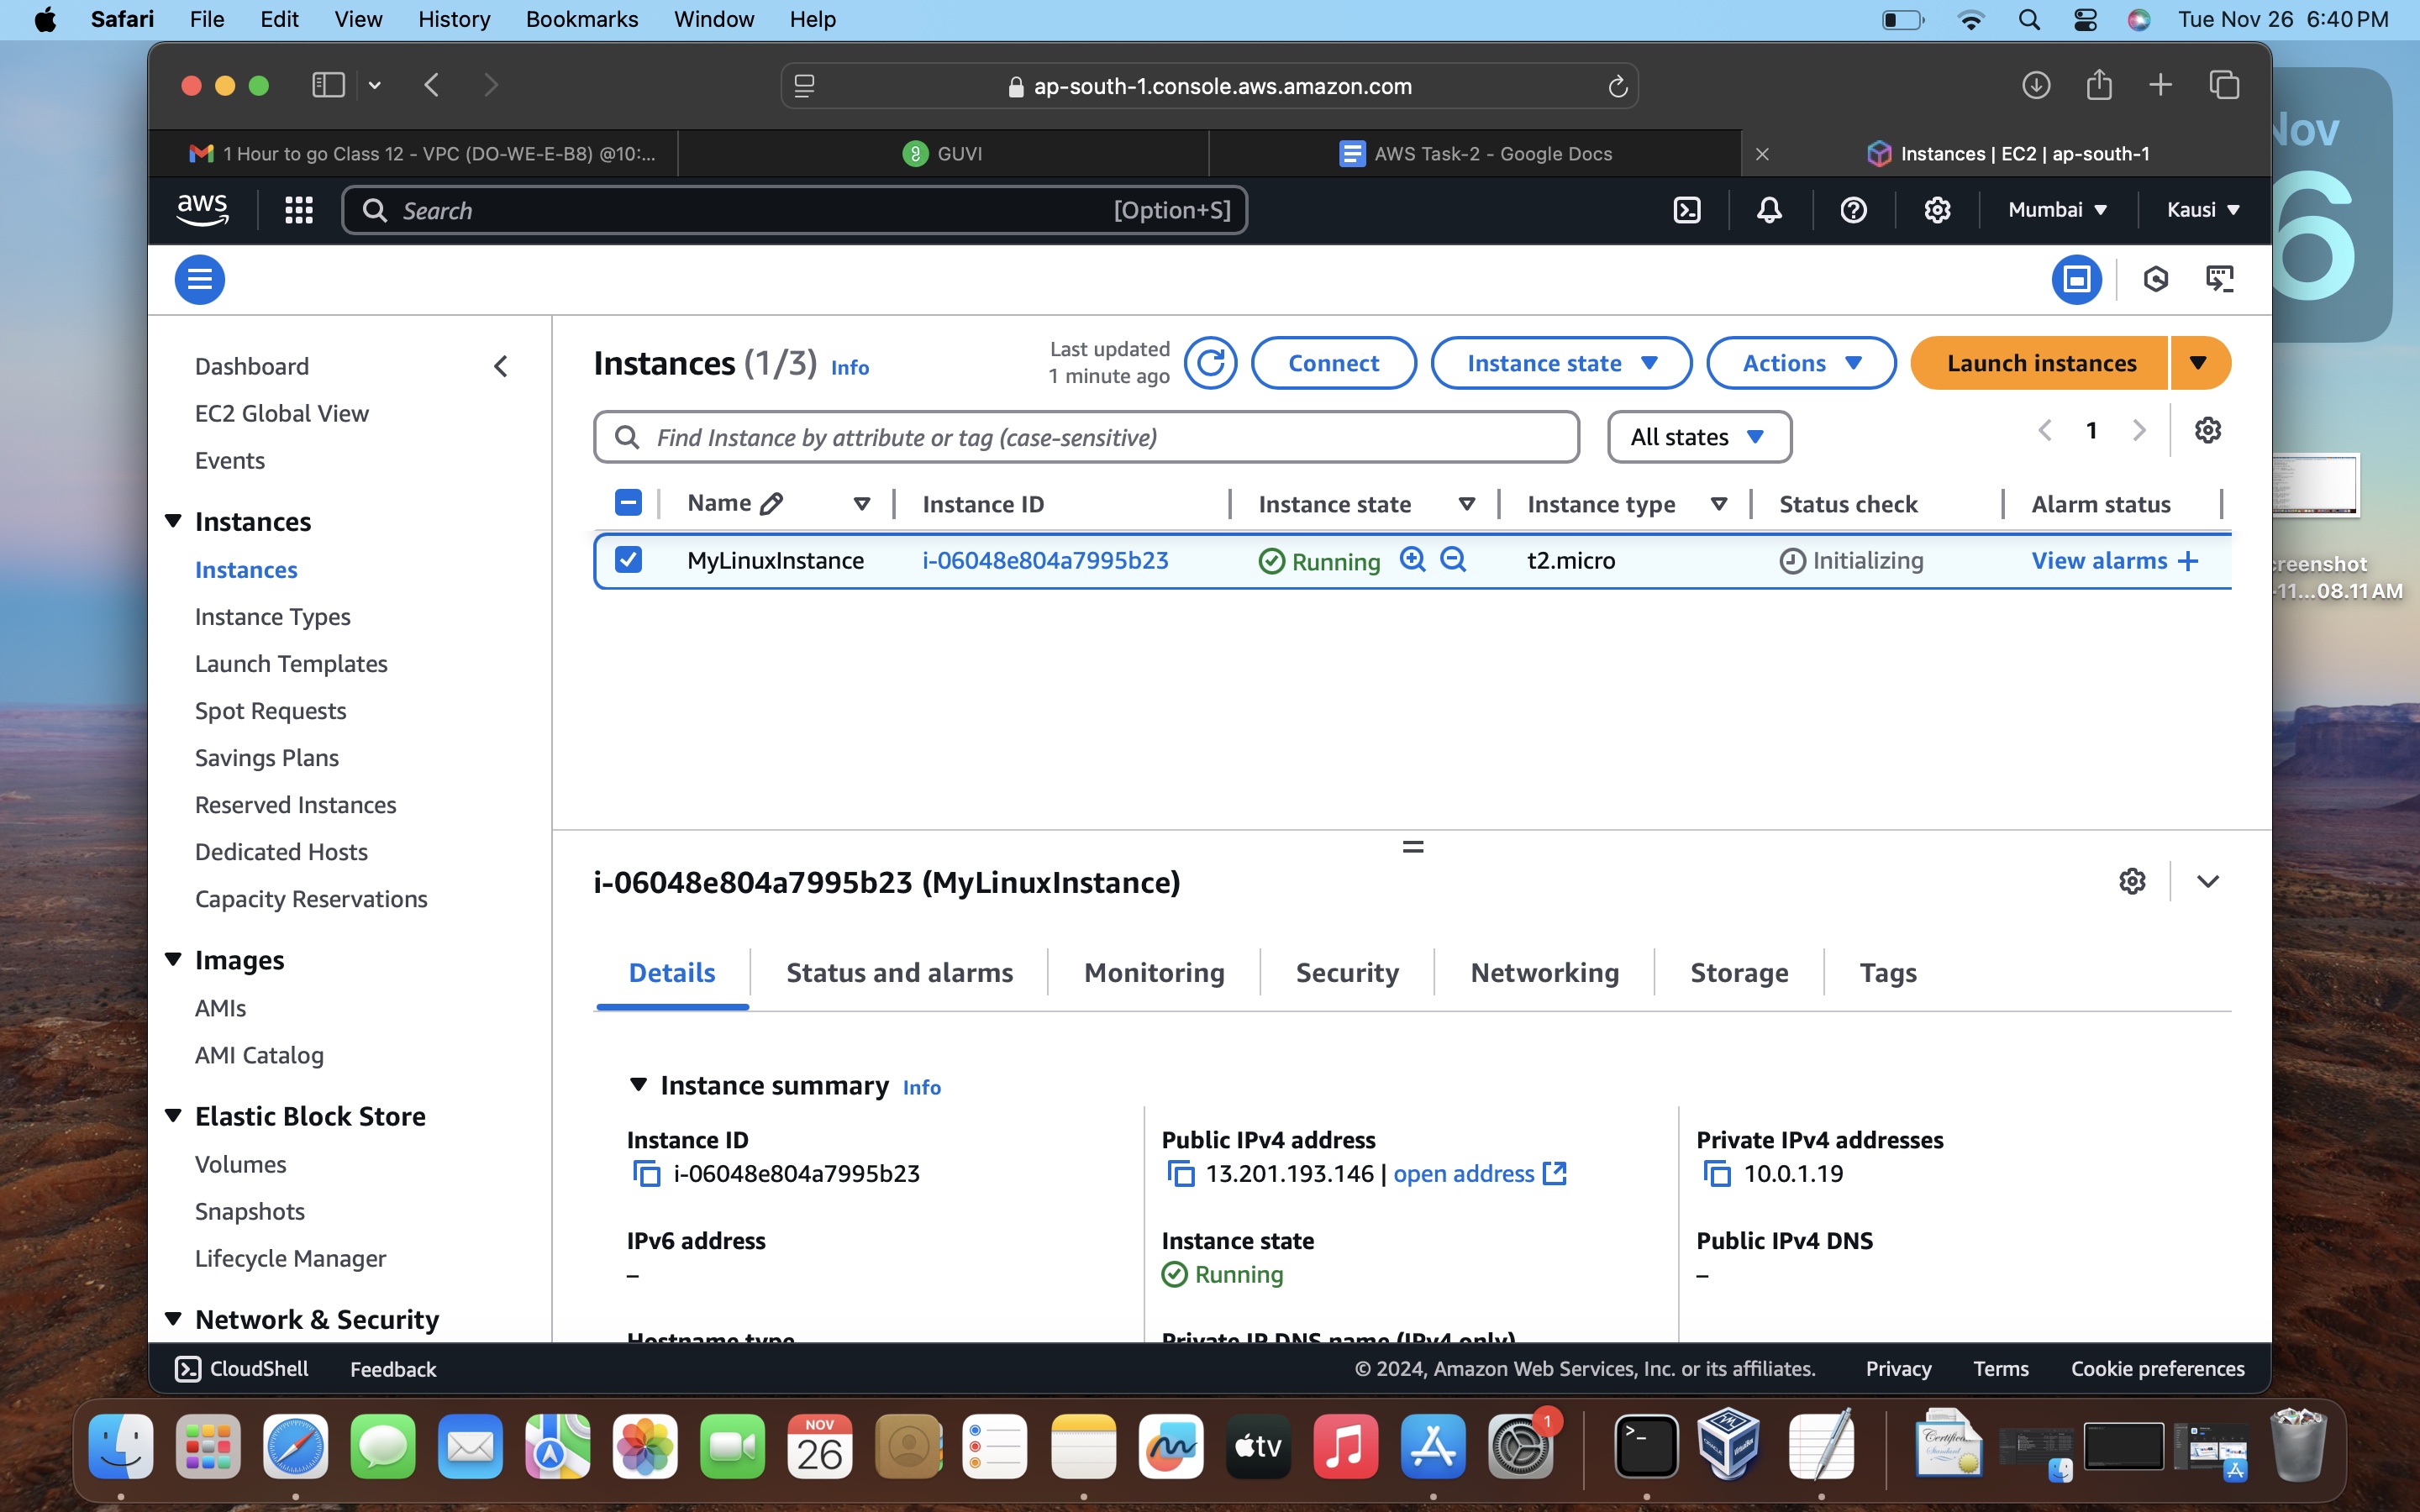 Safari File Edit View History Bookmarks Window Help Tue Nov 26 6:40 PM
ap-south-1.console.aws.amazon.com
1 Hour to go Class 12 - VPC (DO-WE-E-B8) @10:... GUVI AWS Task-2 - Google Docs Instances | EC2 | ap-south-1
aws Search [Option+S] Mumbai Kausi
Nov
6
Dashboard
EC2 Global View
Events
Instances
Instances
Instance Types
Launch Templates
Spot Requests
Savings Plans
Reserved Instances
Dedicated Hosts
Capacity Reservations
Images
AMIs
AMI Catalog
Elastic Block Store
Volumes
Snapshots
Lifecycle Manager
Network & Security
Instances (1/3) Info Last updated
1 minute ago
Connect Instance state Actions Launch instances
Find Instance by attribute or tag (case-sensitive) All states 1
Name Instance ID Instance state Instance type Status check Alarm status
MyLinuxInstance i-06048e804a7995b23 Running t2.micro Initializing View alarms +
creenshot
-11...08.11 AM
i-06048e804a7995b23 (MyLinuxInstance)
Details Status and alarms Monitoring Security Networking Storage Tags
Instance summary Info
Instance ID
i-06048e804a7995b23
Public IPv4 address
13.201.193.146 | open address
Private IPv4 addresses
10.0.1.19
IPv6 address
–
Instance state
Running
Public IPv4 DNS
–
Hostname type
Private IP DNS name (IPv4 only)
CloudShell Feedback © 2024, Amazon Web Services, Inc. or its affiliates. Privacy Terms Cookie preferences
NOV
26
tv
1